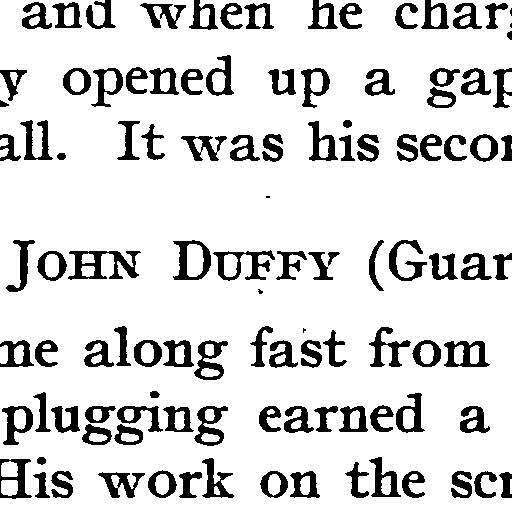 and when he char
y opened up a gap
all. It was his secon
JOHN DUFFY (Guar
me along fast from
plugging earned a
His work on the scr